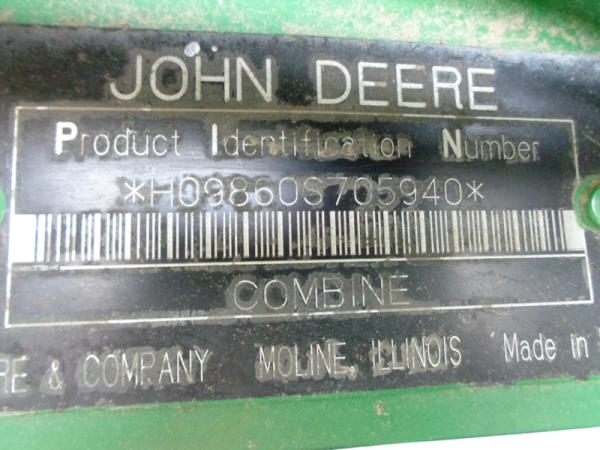 JOHN DEERE
Product Identification Number
*H09860S705940*
COMBINE
RE & COMPANY MOLINE, ILLINOIS Made in